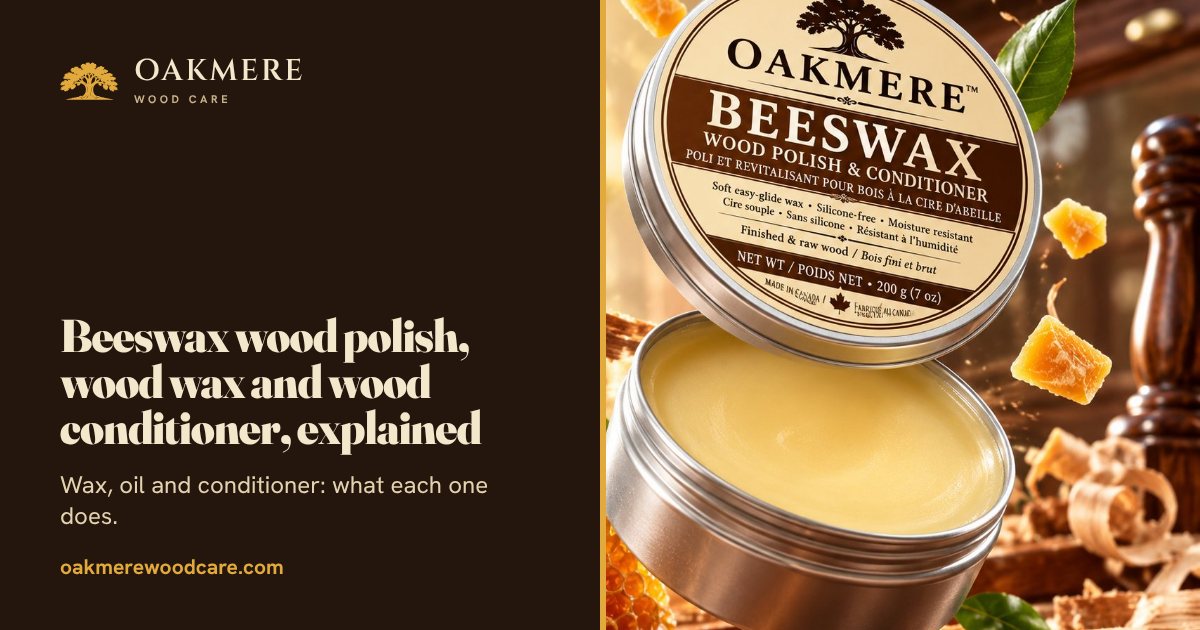 OAKMERE
WOOD CARE
Beeswax wood polish,
wood wax and wood
conditioner, explained
Wax, oil and conditioner: what each one
does.
oakmerewoodcare.com
OAKMERE™
BEESWAX
WOOD POLISH & CONDITIONER
POLI ET REVITALISANT POUR BOIS À LA CIRE D'ABEILLE
Soft easy-glide wax • Silicone-free • Moisture resistant
Cire souple • Sans silicone • Résistant à l'humidité
Finished & raw wood / Bois fini et brut
NET WT / POIDS NET • 200 g (7 oz)
MADE IN CANADA /